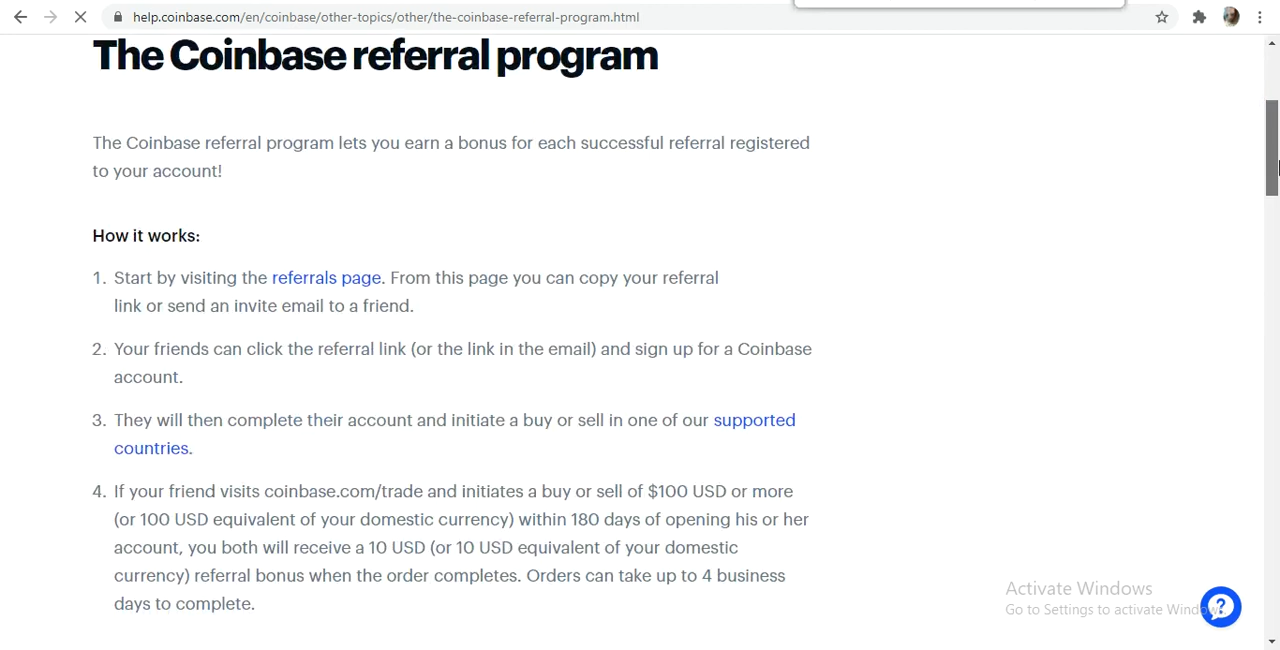 help.coinbase.com/en/coinbase/other-topics/other/the-coinbase-referral-program.html
The Coinbase referral program
The Coinbase referral program lets you earn a bonus for each successful referral registered
to your account!
How it works:
1. Start by visiting the referrals page. From this page you can copy your referral
link or send an invite email to a friend.
2. Your friends can click the referral link (or the link in the email) and sign up for a Coinbase
account.
3. They will then complete their account and initiate a buy or sell in one of our supported
countries.
4. If your friend visits coinbase.com/trade and initiates a buy or sell of $100 USD or more
(or 100 USD equivalent of your domestic currency) within 180 days of opening his or her
account, you both will receive a 10 USD (or 10 USD equivalent of your domestic
currency) referral bonus when the order completes. Orders can take up to 4 business
days to complete.
Activate Windows
Go to Settings to activate Windows.